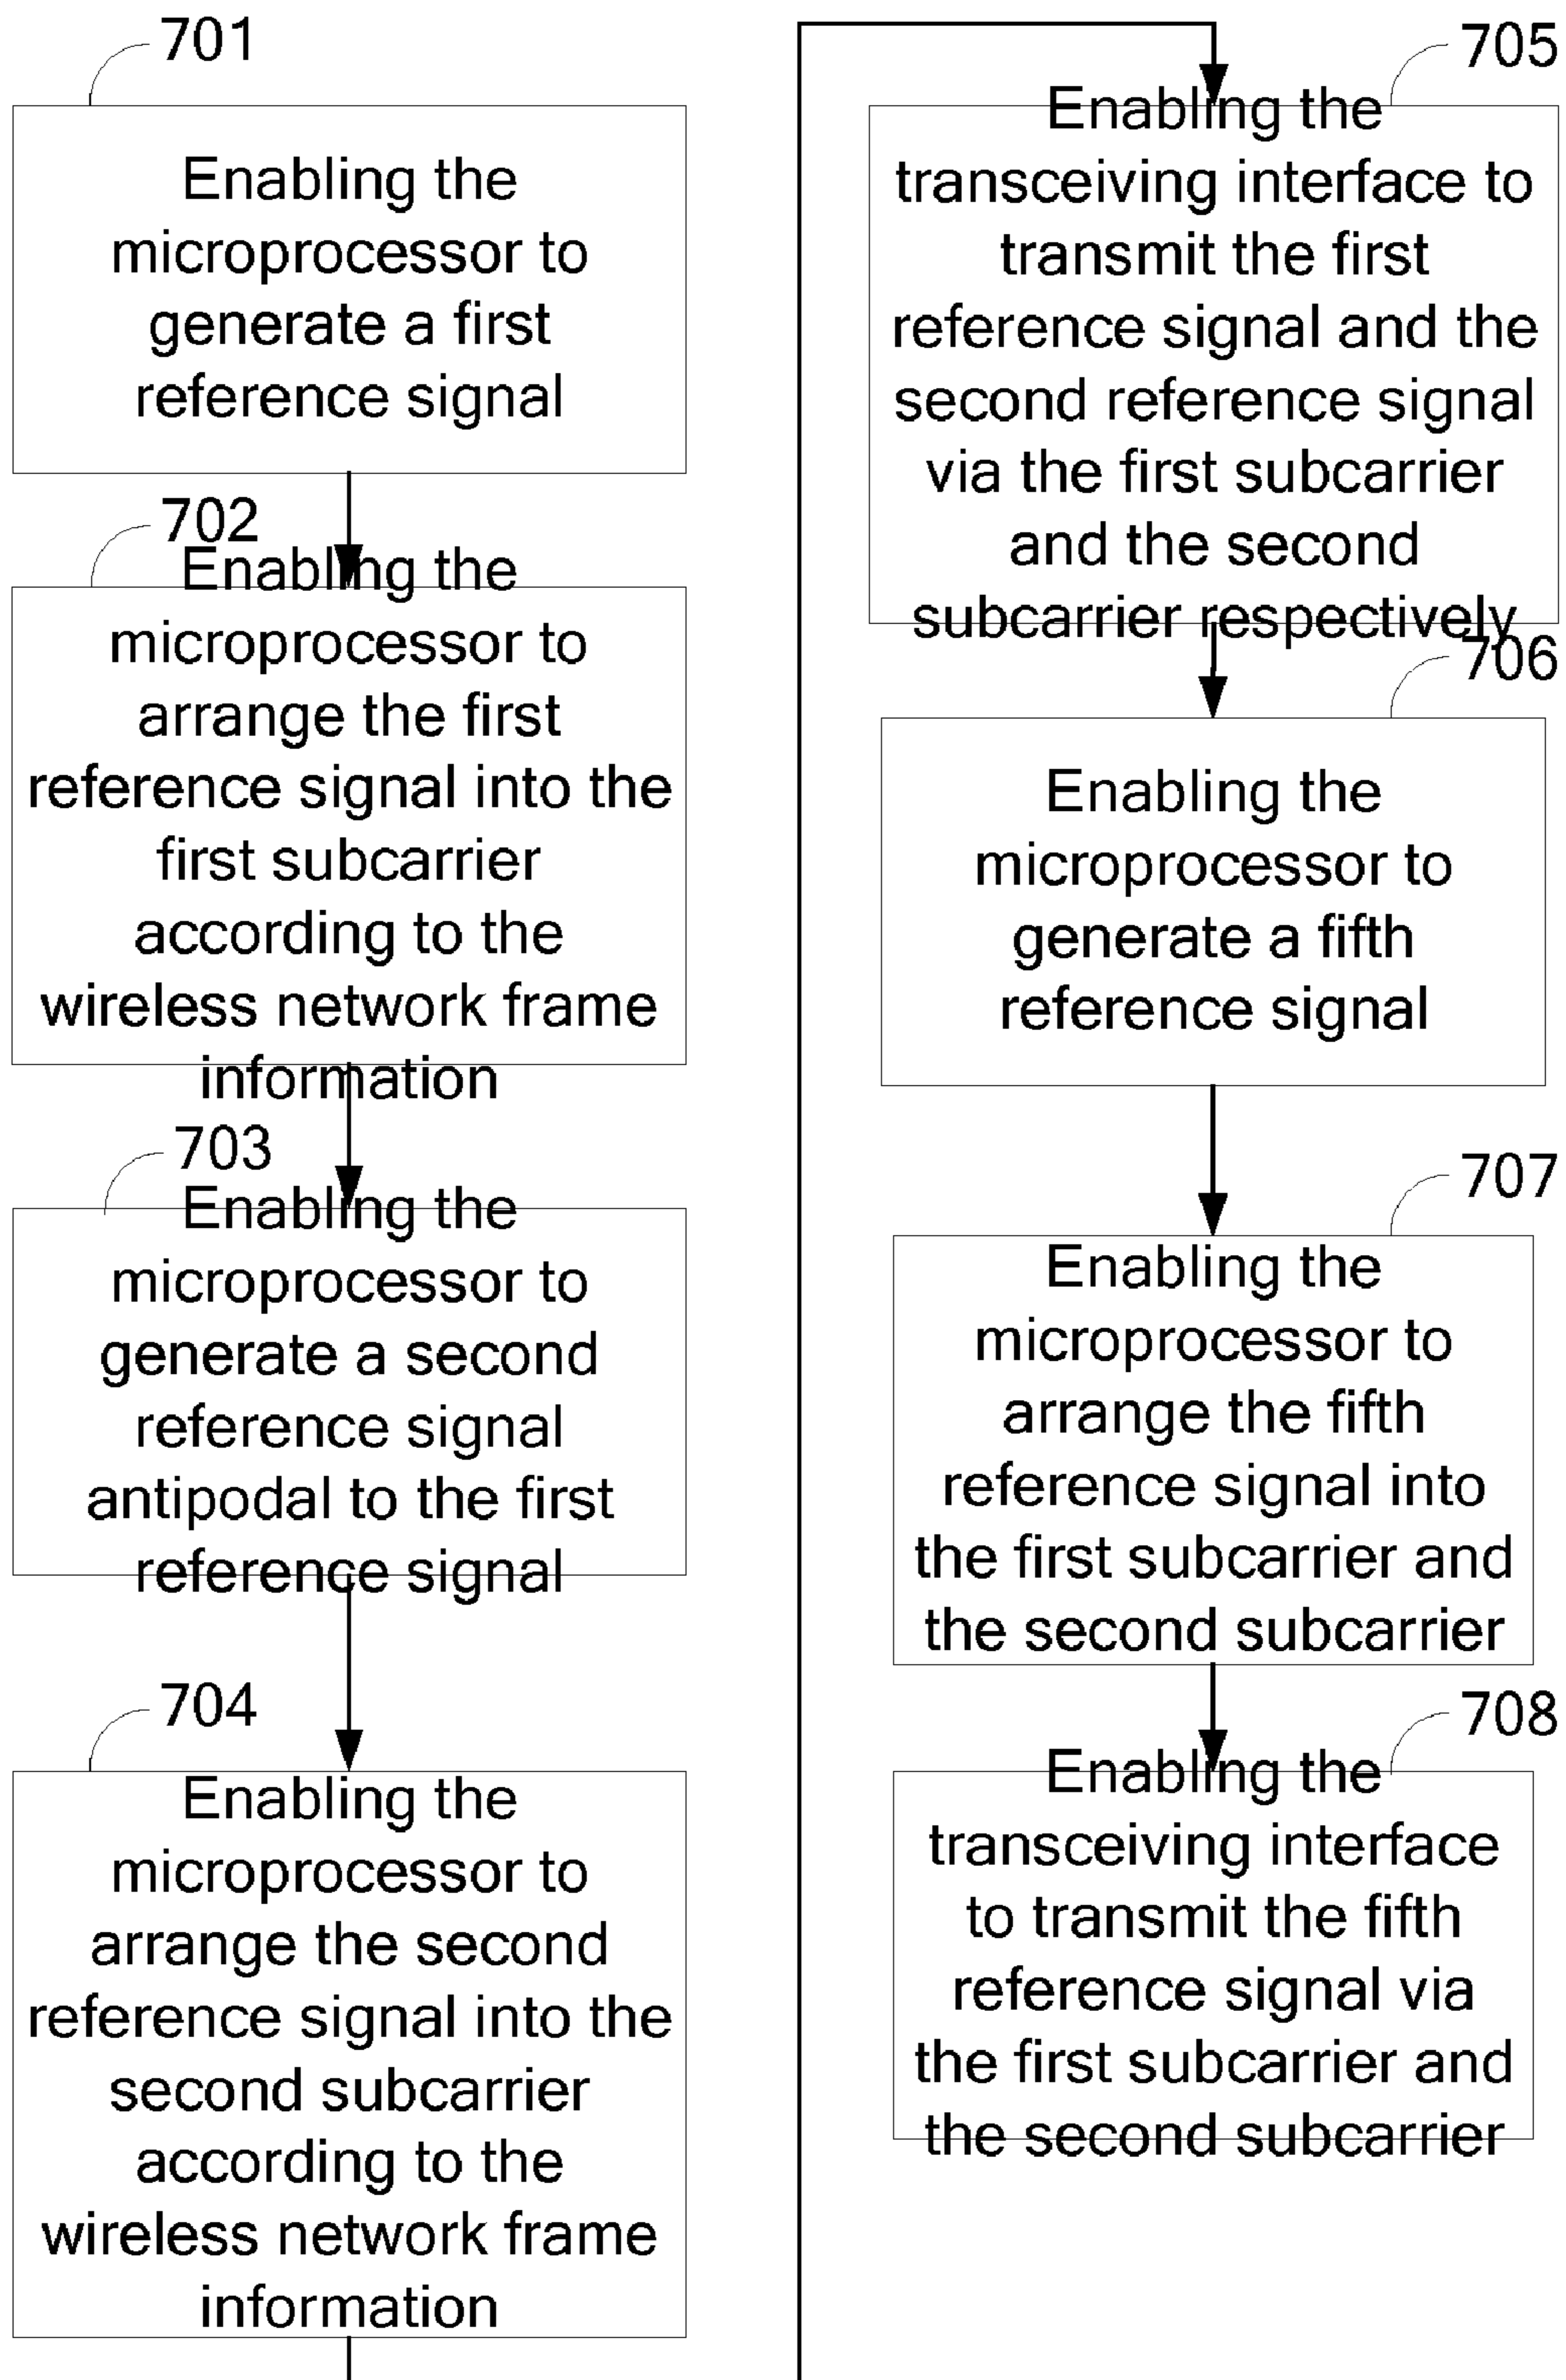 701
Enabling the
microprocessor to
generate a first
reference signal
702
Enabling the
microprocessor to
arrange the first
reference signal into the
first subcarrier
according to the
wireless network frame
information
703
Enabling the
microprocessor to
generate a second
reference signal
antipodal to the first
reference signal
704
Enabling the
microprocessor to
arrange the second
reference signal into the
second subcarrier
according to the
wireless network frame
information
705
Enabling the
transceiving interface to
transmit the first
reference signal and the
second reference signal
via the first subcarrier
and the second
subcarrier respectively
706
Enabling the
microprocessor to
generate a fifth
reference signal
707
Enabling the
microprocessor to
arrange the fifth
reference signal into
the first subcarrier and
the second subcarrier
708
Enabling the
transceiving interface
to transmit the fifth
reference signal via
the first subcarrier and
the second subcarrier